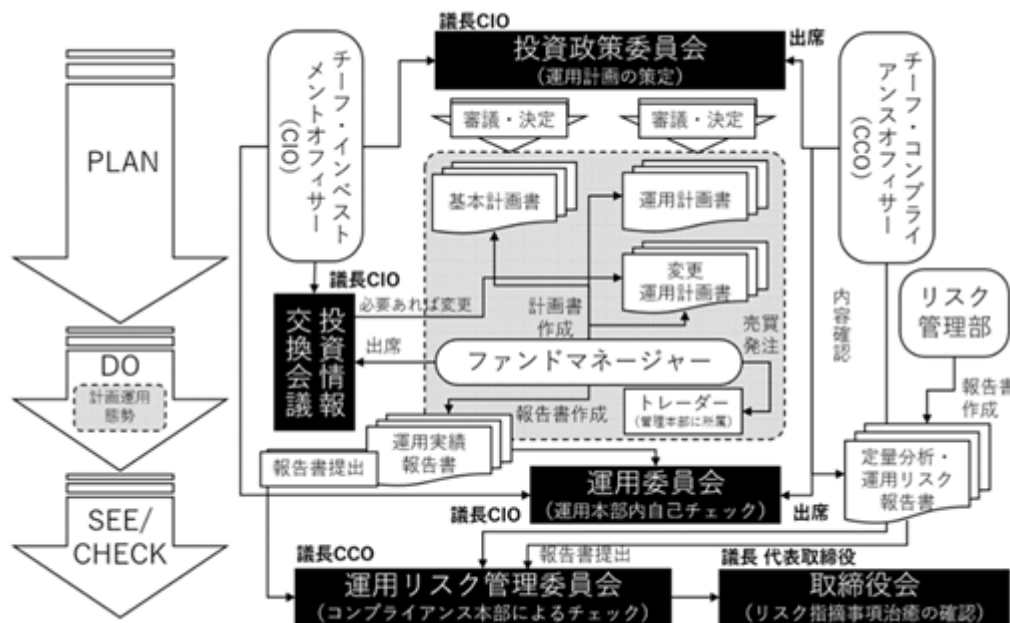 議長CIO
投資政策委員会
(運用計画の策定)
出席
チーフ・インベスト
メントオフィサー
(CIO)
チーフ・コンプライ
アンスオフィサー
(CCO)
PLAN
審議・決定
審議・決定
基本計画書
運用計画書
変更
運用計画書
議長CIO
必要あれば変更
計画書
作成
売買
発注
内容確認
リスク
管理部
投資情報
交換会議
出席
ファンドマネージャー
DO
計画運用
態勢
報告書作成
トレーダー
(管理本部に所属)
報告書
作成
運用実績
報告書
報告書提出
定量分析・
運用リスク
報告書
運用委員会
(運用本部内自己チェック)
議長CIO
出席
SEE/
CHECK
議長CCO
報告書提出
議長 代表取締役
運用リスク管理委員会
(コンプライアンス本部によるチェック)
取締役会
(リスク指摘事項治癒の確認)